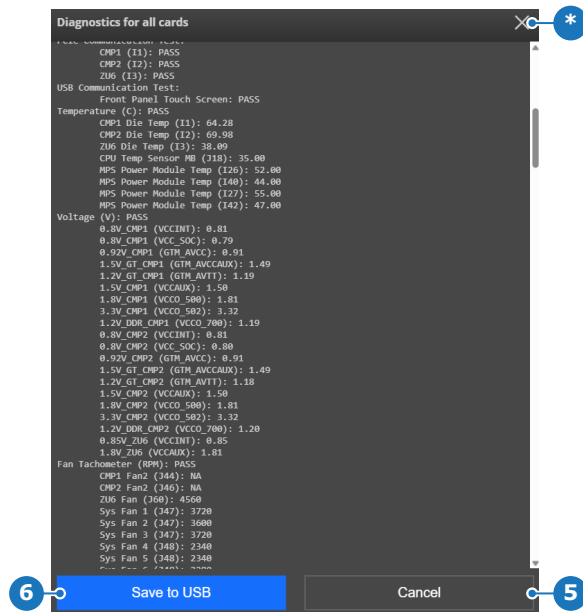 Diagnostics for all cards
*
PCIe Communication Test:
CMP1 (I1): PASS
CMP2 (I2): PASS
ZU6 (I3): PASS
USB Communication Test:
Front Panel Touch Screen: PASS
Temperature (C): PASS
CMP1 Die Temp (I1): 64.28
CMP2 Die Temp (I2): 69.98
ZU6 Die Temp (I3): 38.09
CPU Temp Sensor MB (J18): 35.00
MPS Power Module Temp (I26): 52.00
MPS Power Module Temp (I40): 44.00
MPS Power Module Temp (I27): 55.00
MPS Power Module Temp (I42): 47.00
Voltage (V): PASS
0.8V_CMP1 (VCCINT): 0.81
0.8V_CMP1 (VCC_SOC): 0.79
0.92V_CMP1 (GTM_AVCC): 0.91
1.5V_GT_CMP1 (GTM_AVCCAUX): 1.49
1.2V_GT_CMP1 (GTM_AVTT): 1.19
1.5V_CMP1 (VCCAUX): 1.50
1.8V_CMP1 (VCCO_500): 1.81
3.3V_CMP1 (VCCO_502): 3.32
1.2V_DDR_CMP1 (VCCO_700): 1.19
0.8V_CMP2 (VCCINT): 0.81
0.8V_CMP2 (VCC_SOC): 0.80
0.92V_CMP2 (GTM_AVCC): 0.91
1.5V_GT_CMP2 (GTM_AVCCAUX): 1.49
1.2V_GT_CMP2 (GTM_AVTT): 1.18
1.5V_CMP2 (VCCAUX): 1.50
1.8V_CMP2 (VCCO_500): 1.81
3.3V_CMP2 (VCCO_502): 3.32
1.2V_DDR_CMP2 (VCCO_700): 1.20
0.85V_ZU6 (VCCINT): 0.85
1.8V_ZU6 (VCCAUX): 1.81
Fan Tachometer (RPM): PASS
CMP1 Fan2 (J44): NA
CMP2 Fan2 (J46): NA
ZU6 Fan (J60): 4560
Sys Fan 1 (J47): 3720
Sys Fan 2 (J47): 3600
Sys Fan 3 (J47): 3720
Sys Fan 4 (J48): 2340
Sys Fan 5 (J48): 2340
6
Save to USB
Cancel
5